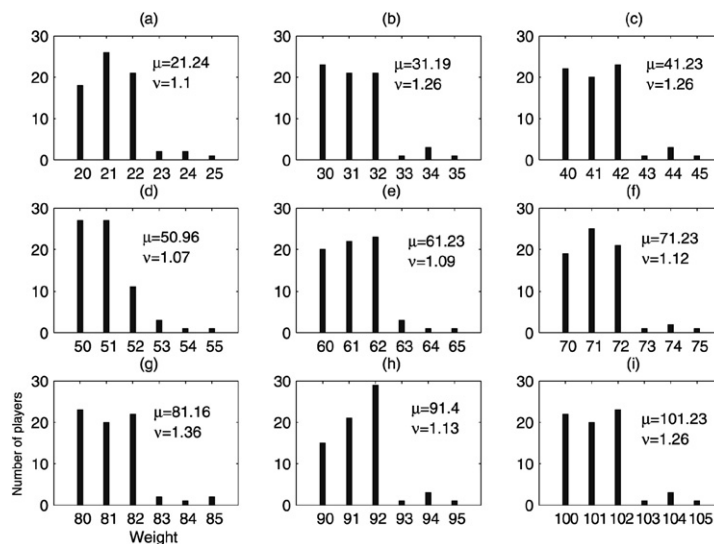 (a)
(b)
(c)
30
20
10
0
μ=21.24
ν=1.1
20 21 22 23 24 25
30
20
10
0
μ=31.19
ν=1.26
30 31 32 33 34 35
30
20
10
0
μ=41.23
ν=1.26
40 41 42 43 44 45
(d)
(e)
(f)
30
20
10
0
μ=50.96
ν=1.07
50 51 52 53 54 55
30
20
10
0
μ=61.23
ν=1.09
60 61 62 63 64 65
30
20
10
0
μ=71.23
ν=1.12
70 71 72 73 74 75
(g)
(h)
(i)
Number of players
30
20
10
0
μ=81.16
ν=1.36
80 81 82 83 84 85
Weight
30
20
10
0
μ=91.4
ν=1.13
90 91 92 93 94 95
30
20
10
0
μ=101.23
ν=1.26
100 101 102 103 104 105